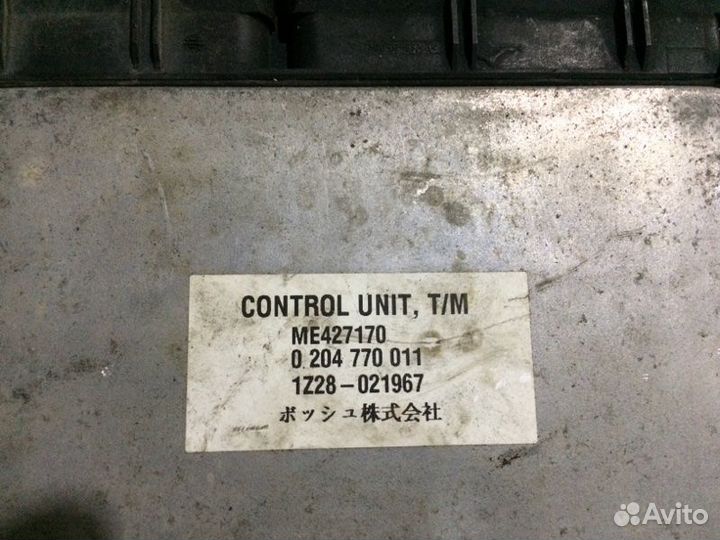 CONTROL UNIT, T/M
ME427170
0 204 770 011
1Z28-021967
ボッシュ株式会社
Avito